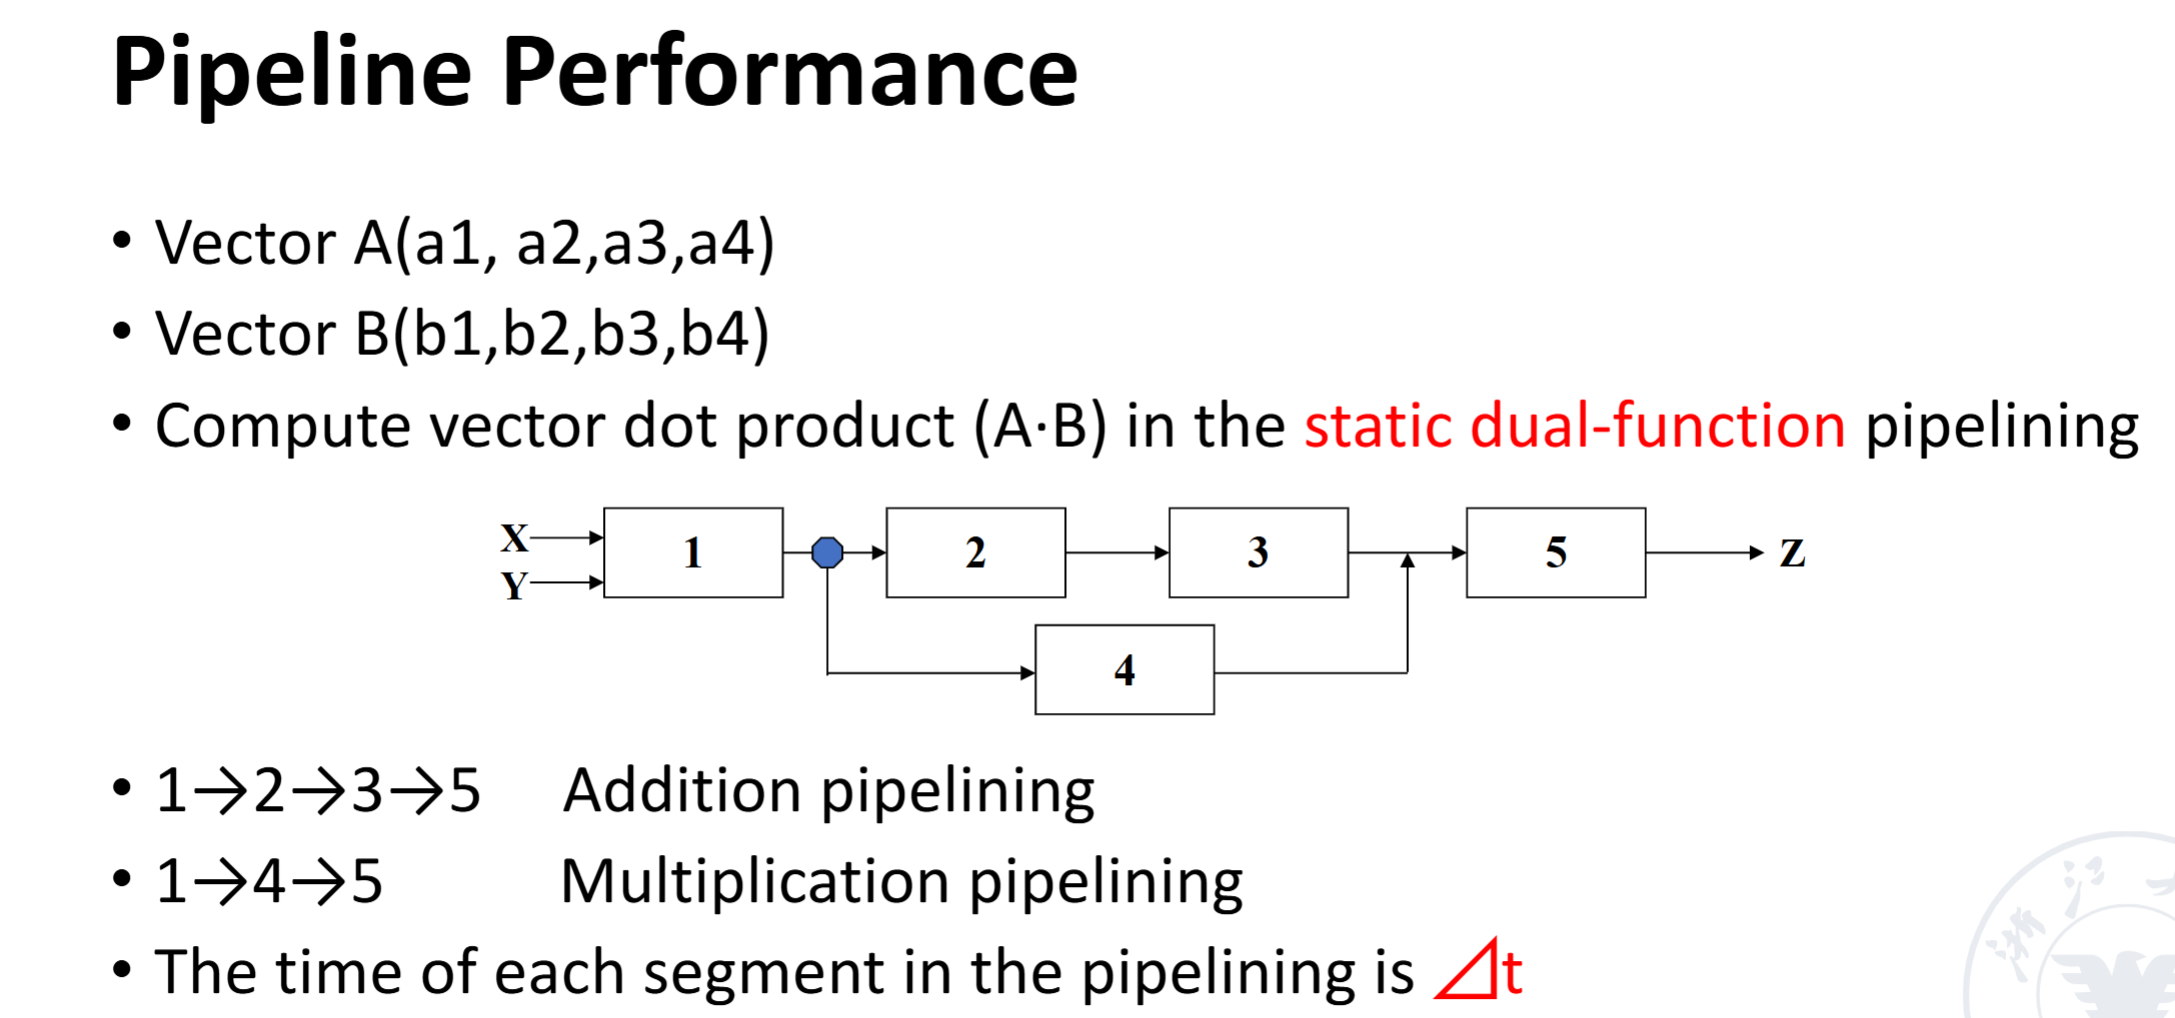 Pipeline Performance
• Vector A(a1, a2,a3,a4)
• Vector B(b1,b2,b3,b4)
• Compute vector dot product (A·B) in the static dual-function pipelining
X
Y
1
2
3
5
Z
4
• 1→2→3→5 Addition pipelining
• 1→4→5 Multiplication pipelining
• The time of each segment in the pipelining is ⊿t